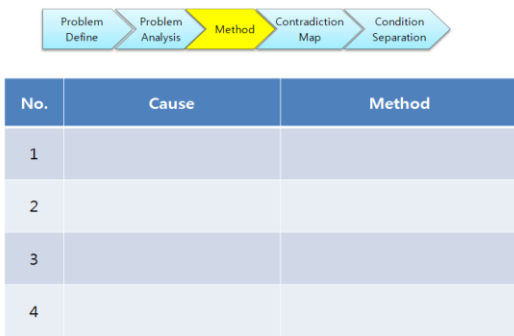 Problem Define
Problem Analysis
Method
Contradiction Map
Condition Separation
No. Cause Method
1
2
3
4